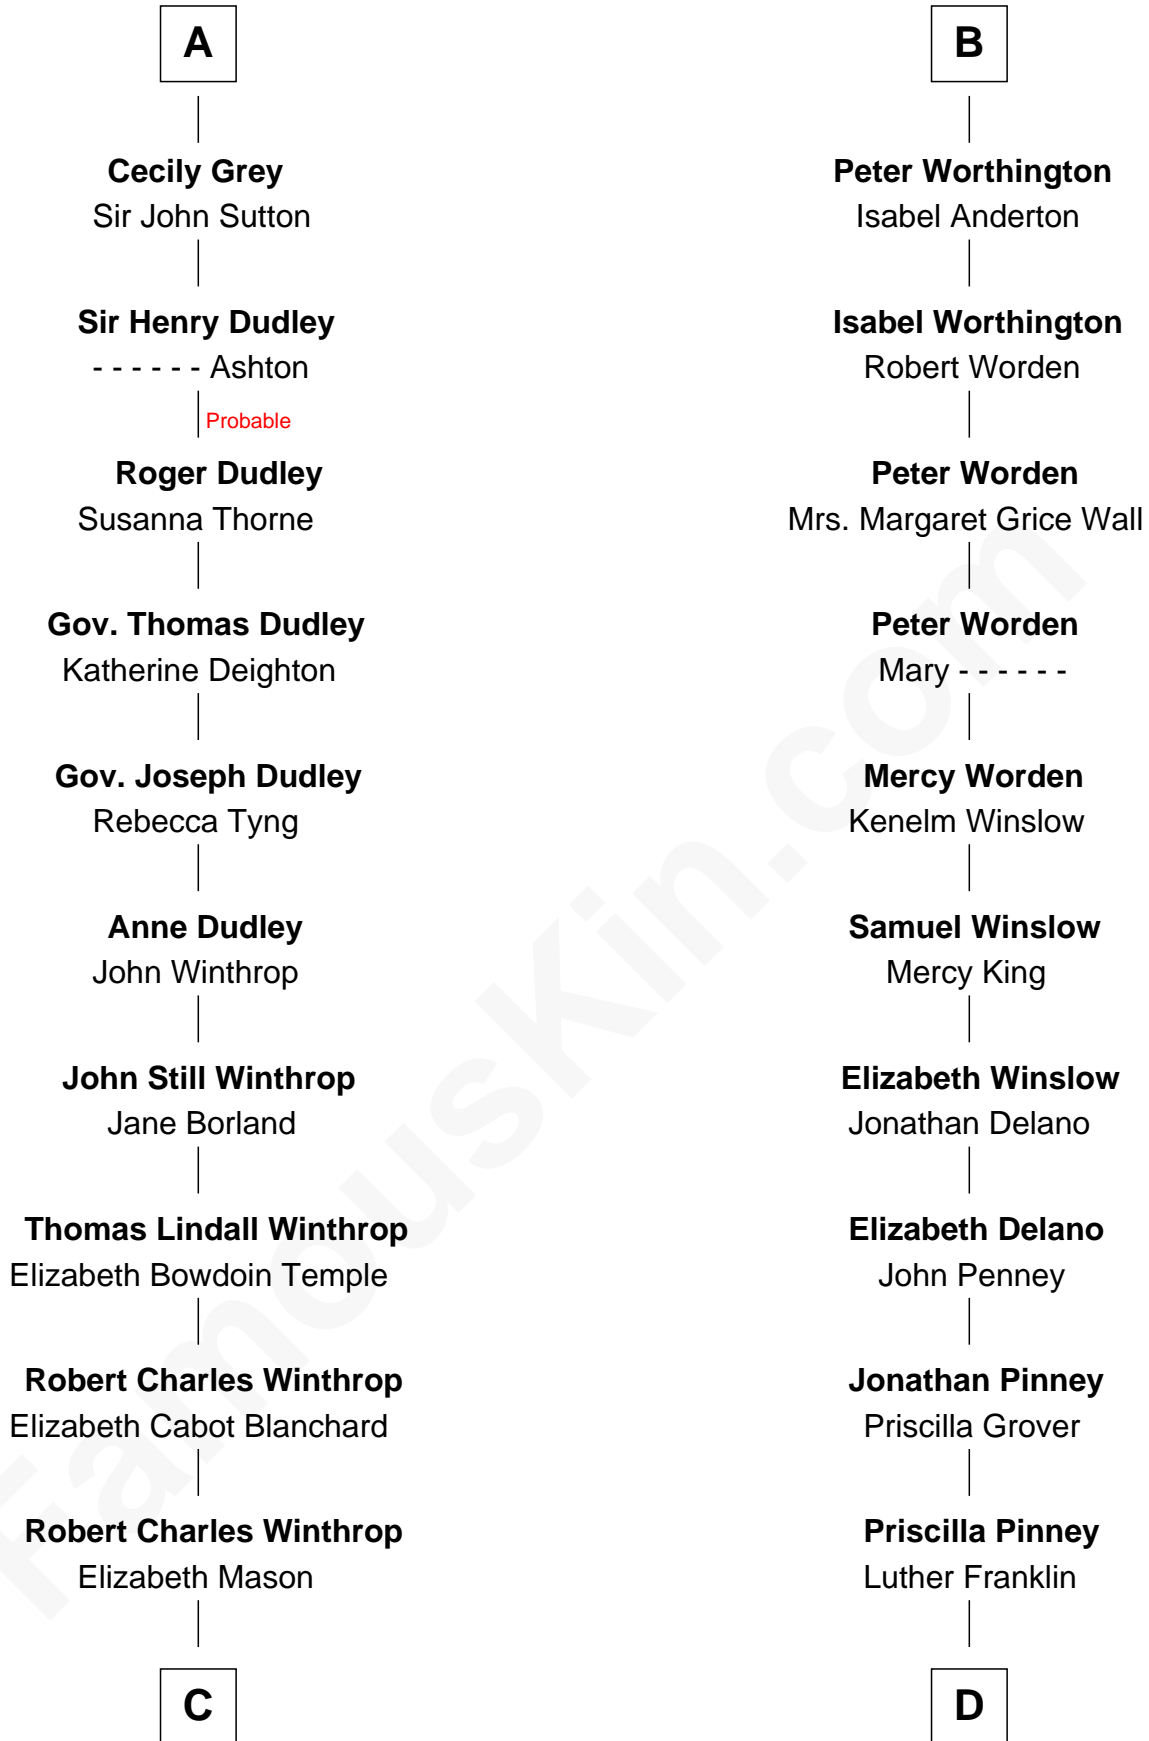 A
Cecily Grey
Sir John Sutton
Sir Henry Dudley
- - - - - - Ashton
Probable
Roger Dudley
Susanna Thorne
Gov. Thomas Dudley
Katherine Deighton
Gov. Joseph Dudley
Rebecca Tyng
Anne Dudley
John Winthrop
John Still Winthrop
Jane Borland
Thomas Lindall Winthrop
Elizabeth Bowdoin Temple
Robert Charles Winthrop
Elizabeth Cabot Blanchard
Robert Charles Winthrop
Elizabeth Mason
C
B
Peter Worthington
Isabel Anderton
Isabel Worthington
Robert Worden
Peter Worden
Mrs. Margaret Grice Wall
Peter Worden
Mary - - - - - -
Mercy Worden
Kenelm Winslow
Samuel Winslow
Mercy King
Elizabeth Winslow
Jonathan Delano
Elizabeth Delano
John Penney
Jonathan Pinney
Priscilla Grover
Priscilla Pinney
Luther Franklin
D
FamousKin.com